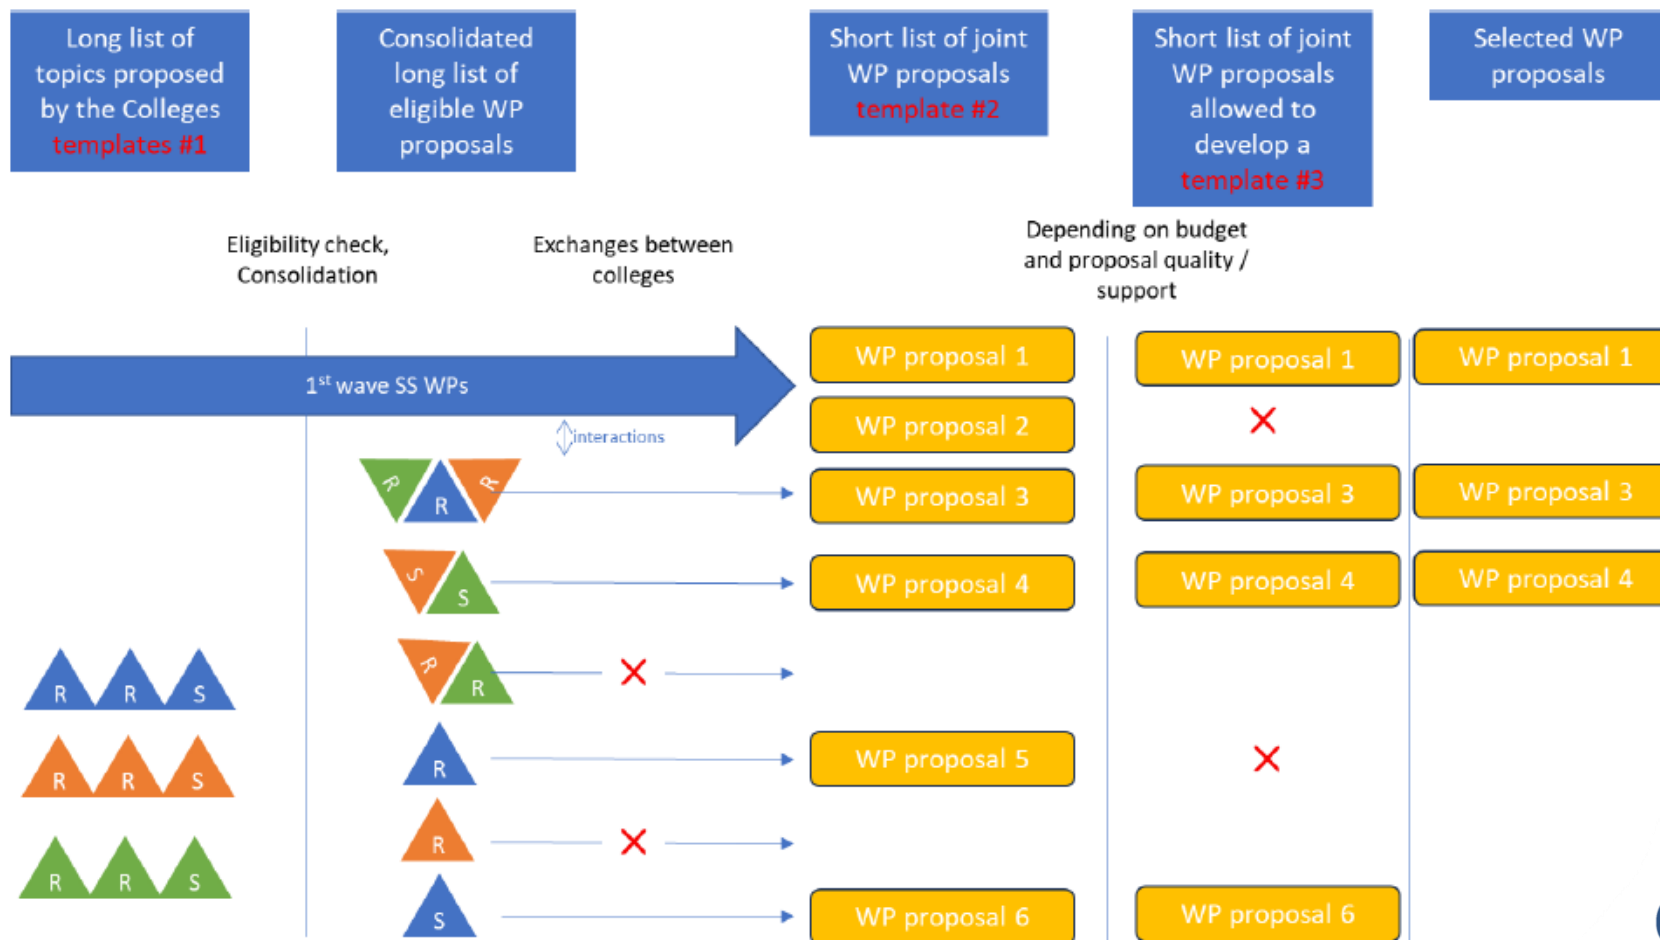 Long list of
topics proposed
by the Colleges
templates #1
Consolidated
long list of
eligible WP
proposals
Short list of joint
WP proposals
template #2
Short list of joint
WP proposals
allowed to
develop a
template #3
Selected WP
proposals
Eligibility check,
Consolidation
Exchanges between
colleges
Depending on budget
and proposal quality /
support
1st wave SS WPs
interactions
WP proposal 1
WP proposal 1
WP proposal 1
WP proposal 2
R
R
R
WP proposal 3
WP proposal 3
WP proposal 3
S
S
WP proposal 4
WP proposal 4
WP proposal 4
R
R
R R S
R
WP proposal 5
R R S
R
R R S
S
WP proposal 6
WP proposal 6